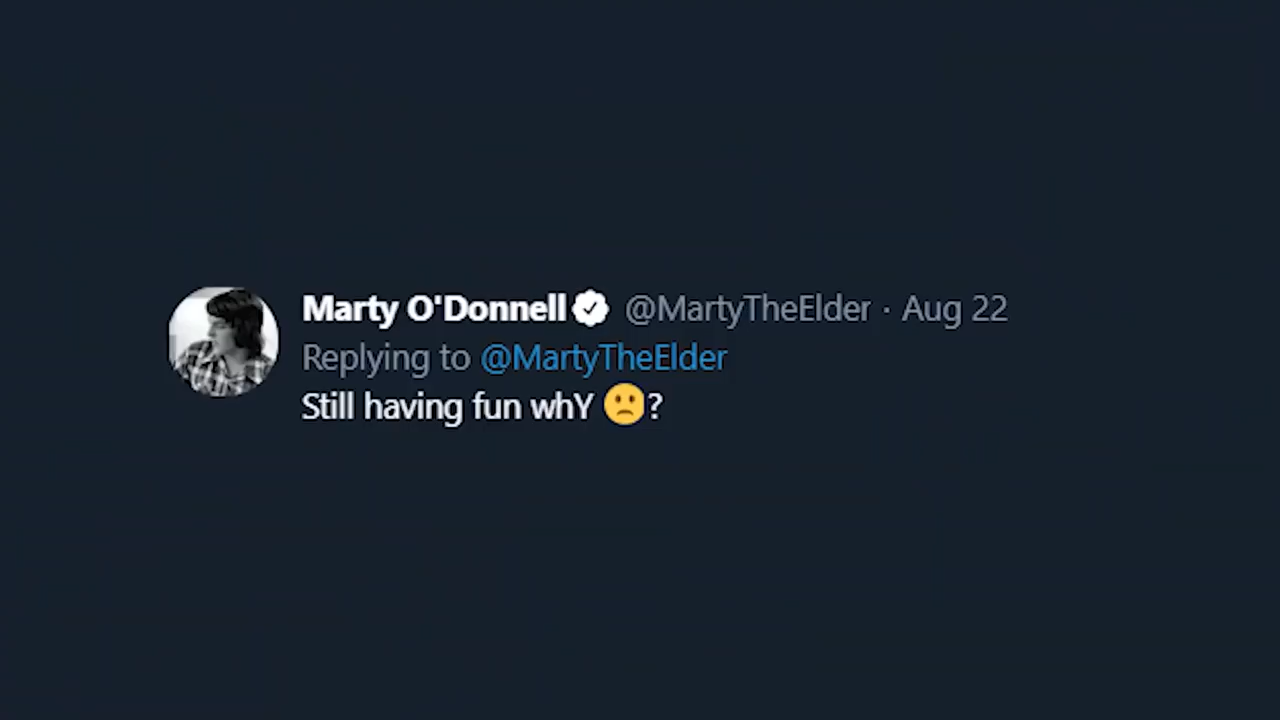 Marty O'Donnell @MartyTheElder · Aug 22
Replying to @MartyTheElder
Still having fun whY 🙁?